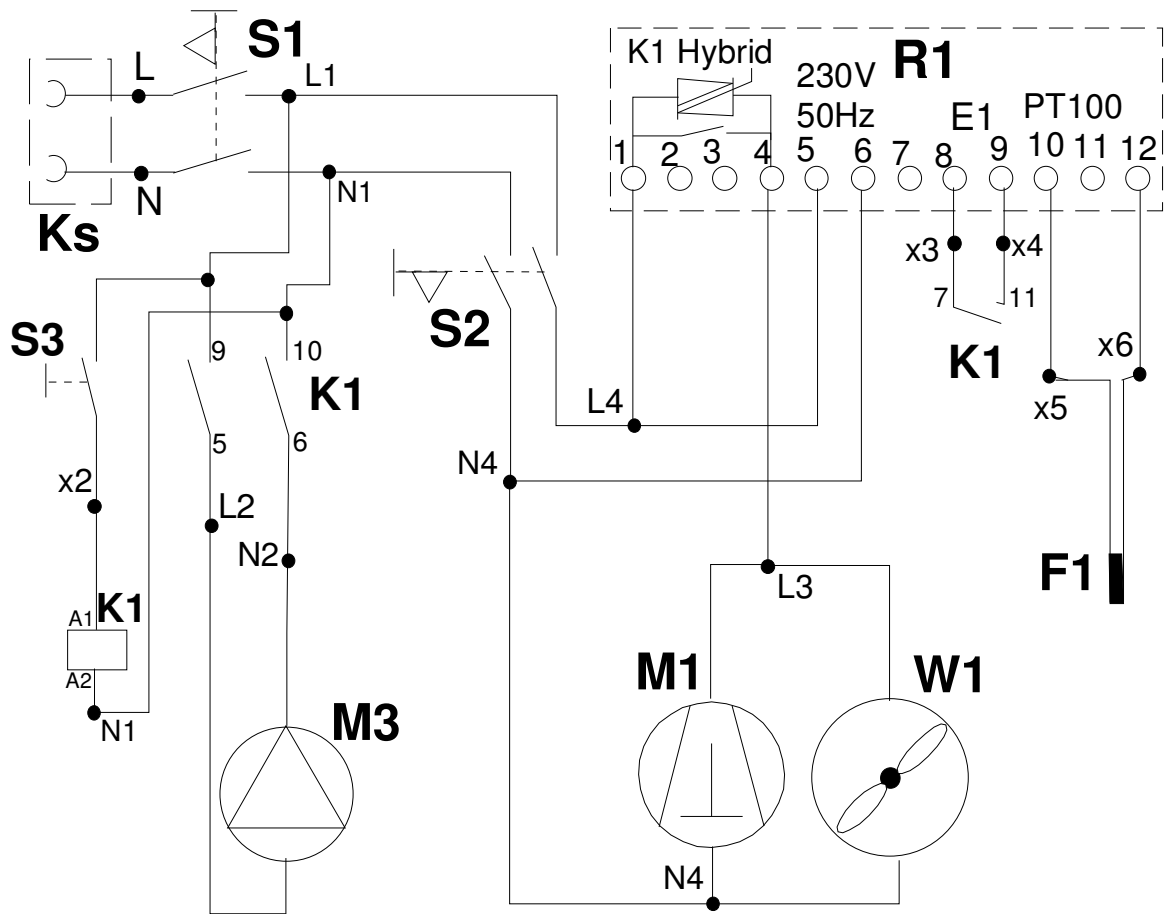 S1
L
L1
N
N1
Ks
K1 Hybrid
R1
230V
50Hz
E1
PT100
1 2 3 4 5 6 7 8 9 10 11 12
x3
x4
7
11
K1
x6
x5
F1
S2
S3
9
10
K1
5
6
L4
N4
x2
L2
N2
K1
A1
A2
N1
M3
L3
M1
W1
N4